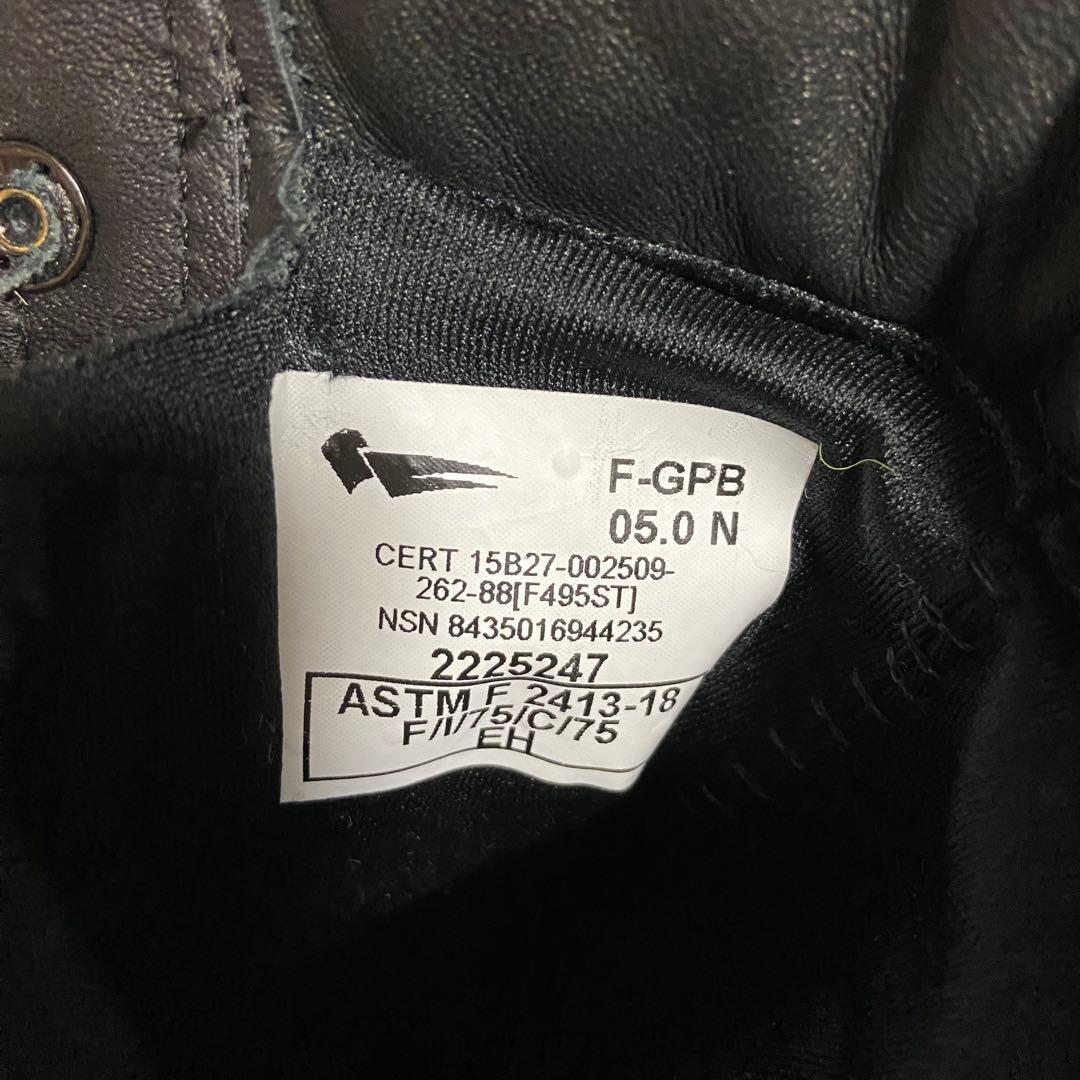 F-GPB
05.0 N
CERT 15B27-002509-
262-88[F495ST]
NSN 8435016944235
2225247
ASTM F 2413-18
F/I/75/C/75
EH